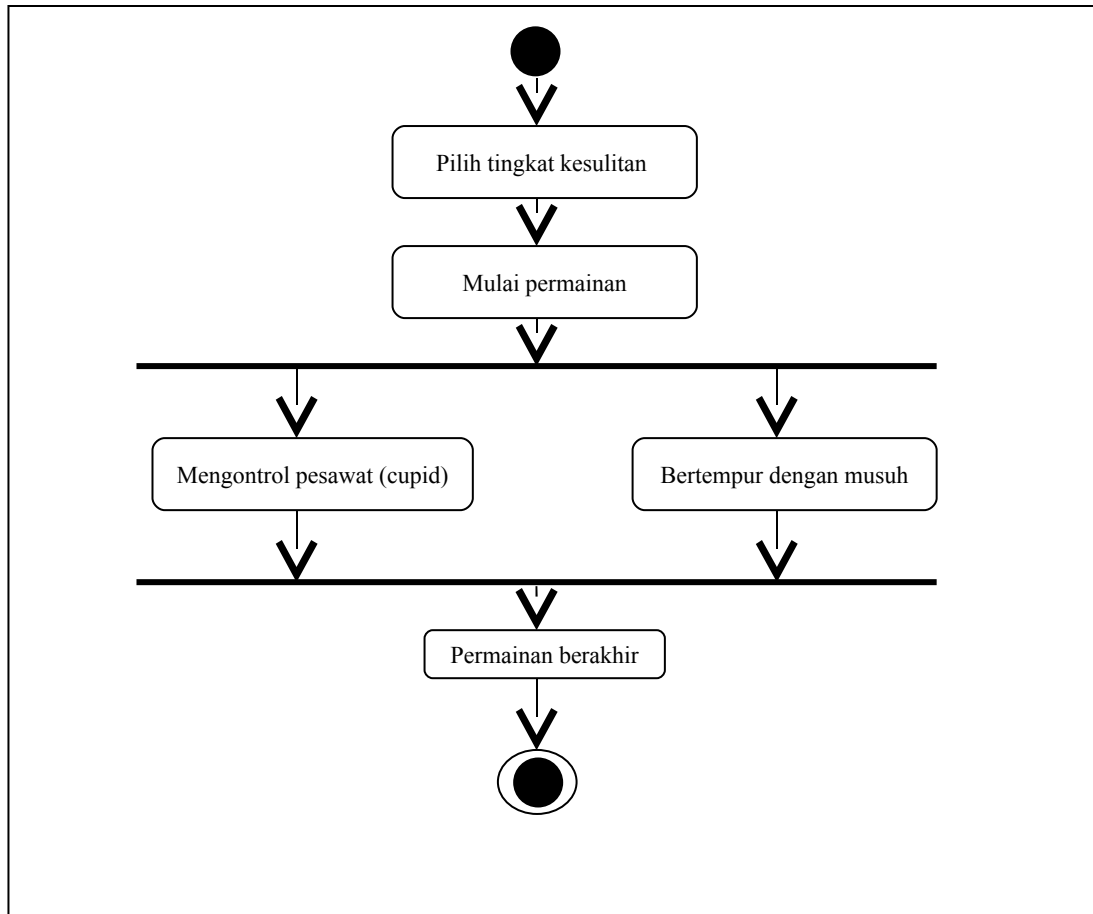 Pilih tingkat kesulitan
Mulai permainan
Mengontrol pesawat (cupid)
Bertempur dengan musuh
Permainan berakhir